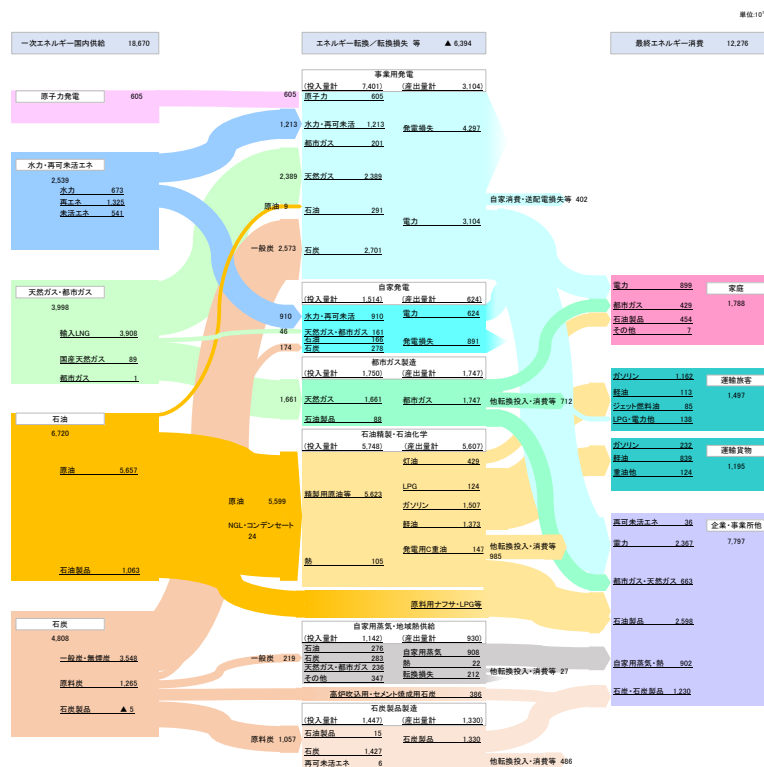 単位:10
一次エネルギー国内供給 18,670
エネルギー転換／転換損失 等 ▲ 6,394
最終エネルギー消費 12,276
原子力発電 605
水力・再可未活エネ
2,539
水力 673
再エネ 1,325
未活エネ 541
天然ガス・都市ガス
3,998
輸入LNG 3,908
国産天然ガス 89
都市ガス 1
石油
6,720
原油 5,657
石油製品 1,063
石炭
4,808
一般炭・無煙炭 3,548
原料炭 1,265
石炭製品 ▲ 5
605
1,213
2,389
原油 9
一般炭 2,573
910
46
174
1,661
原油 5,599
NGL・コンデンセート
24
一般炭 219
原料炭 1,057
事業用発電
(投入量計 7,401) (産出量計 3,104)
原子力 605
水力・再可未活 1,213 発電損失 4,297
都市ガス 201
天然ガス 2,389
石油 291 電力 3,104
石炭 2,701
自家消費・送配電損失等 402
自家発電
(投入量計 1,514) (産出量計 624)
水力・再可未活 910 電力 624
天然ガス・都市ガス 161
石油 166 発電損失 891
石炭 278
都市ガス製造
(投入量計 1,750) (産出量計 1,747)
天然ガス 1,661 都市ガス 1,747
石油製品 88
他転換投入・消費等 712
石油精製・石油化学
(投入量計 5,748) (産出量計 5,607)
灯油 429
LPG 124
精製用原油等 5,623 ガソリン 1,507
軽油 1,373
発電用C重油 147
熱 105
他転換投入・消費等
985
原料用ナフサ・LPG等
自家用蒸気・地域熱供給
(投入量計 1,142) (産出量計 930)
石油 276 自家用蒸気 908
石炭 283 熱 22
天然ガス・都市ガス 236 転換損失 212
その他 347
他転換投入・消費等 27
高炉吹込用・セメント焼成用石炭 386
石炭製品製造
(投入量計 1,447) (産出量計 1,330)
石油製品 15 石炭製品 1,330
石炭 1,427
再可未活エネ 6
他転換投入・消費等 486
電力 899 家庭
都市ガス 429 1,788
石油製品 454
その他 7
ガソリン 1,162 運輸旅客
軽油 113 1,497
ジェット燃料油 85
LPG・電力他 138
ガソリン 232 運輸貨物
軽油 839 1,195
重油他 124
再可未活エネ 36 企業・事業所他
電力 2,367 7,797
都市ガス・天然ガス 663
石油製品 2,598
自家用蒸気・熱 902
石炭・石炭製品 1,230